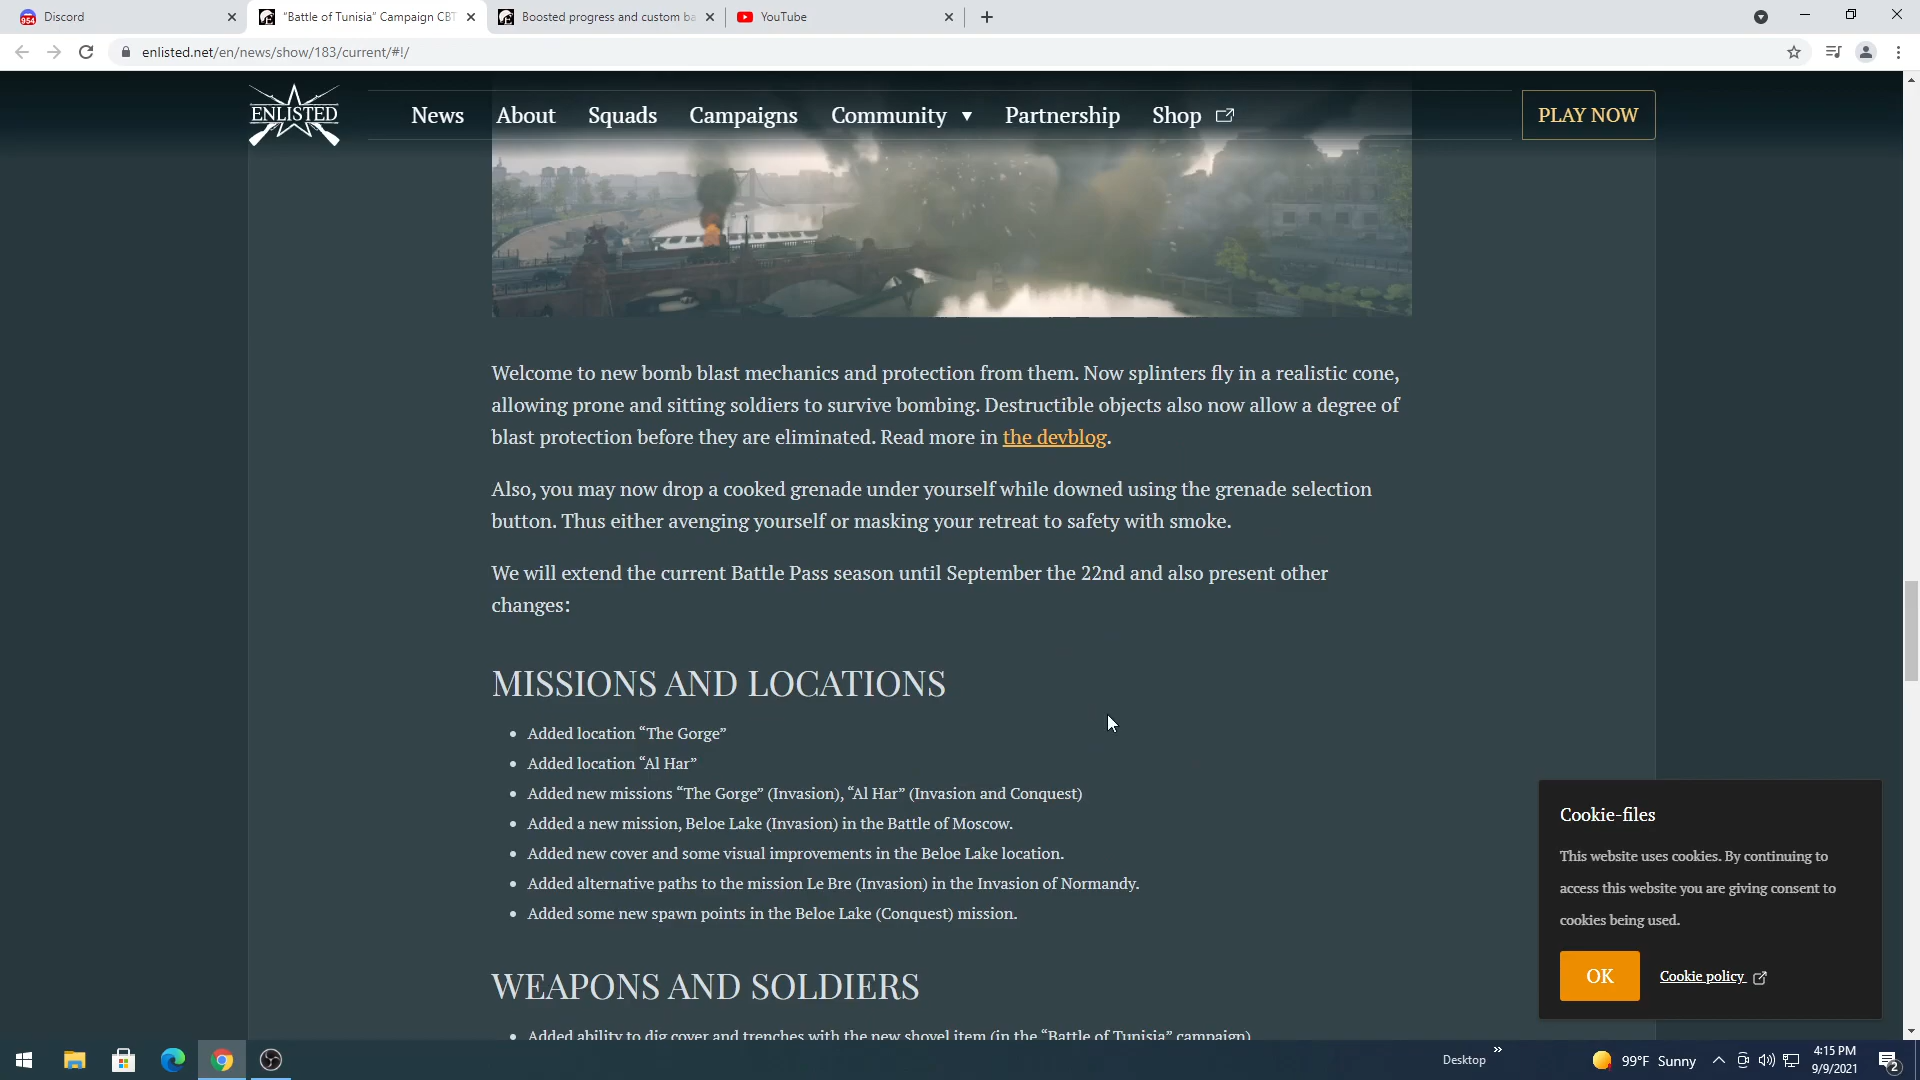 Discord
“Battle of Tunisia” Campaign CBT
Boosted progress and custom ba
YouTube
enlisted.net/en/news/show/183/current/#!/
ENLISTED
News About Squads Campaigns Community ▼ Partnership Shop
PLAY NOW
Welcome to new bomb blast mechanics and protection from them. Now splinters fly in a realistic cone,
allowing prone and sitting soldiers to survive bombing. Destructible objects also now allow a degree of
blast protection before they are eliminated. Read more in the devblog.
Also, you may now drop a cooked grenade under yourself while downed using the grenade selection
button. Thus either avenging yourself or masking your retreat to safety with smoke.
We will extend the current Battle Pass season until September the 22nd and also present other
changes:
MISSIONS AND LOCATIONS
• Added location “The Gorge”
• Added location “Al Har”
• Added new missions “The Gorge” (Invasion), “Al Har” (Invasion and Conquest)
• Added a new mission, Beloe Lake (Invasion) in the Battle of Moscow.
• Added new cover and some visual improvements in the Beloe Lake location.
• Added alternative paths to the mission Le Bre (Invasion) in the Invasion of Normandy.
• Added some new spawn points in the Beloe Lake (Conquest) mission.
WEAPONS AND SOLDIERS
• Added ability to dig cover and trenches with the new shovel item (in the “Battle of Tunisia” campaign)
Cookie-files
This website uses cookies. By continuing to
access this website you are giving consent to
cookies being used.
OK
Cookie policy
Desktop »
99°F Sunny
4:15 PM
9/9/2021
2